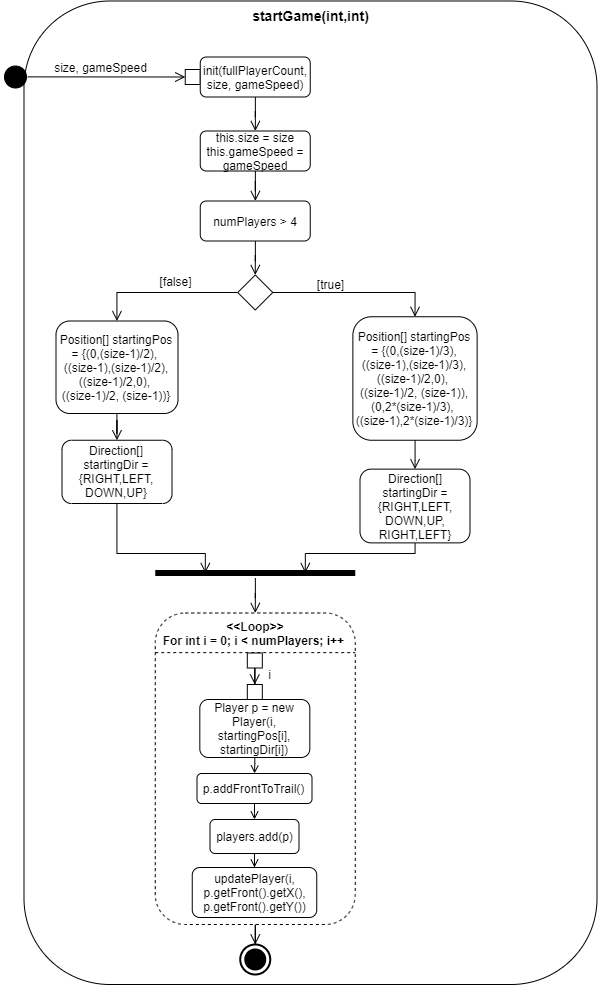 startGame(int,int)
size, gameSpeed
init(fullPlayerCount,
size, gameSpeed)
this.size = size
this.gameSpeed =
gameSpeed
numPlayers > 4
[false]
[true]
Position[] startingPos
= {(0,(size-1)/2),
((size-1),(size-1)/2),
((size-1)/2,0),
((size-1)/2, (size-1))}
Position[] startingPos
= {(0,(size-1)/3),
((size-1),(size-1)/3),
((size-1)/2,0),
((size-1)/2, (size-1)),
(0,2*(size-1)/3),
((size-1),2*(size-1)/3)}
Direction[]
startingDir =
{RIGHT,LEFT,
DOWN,UP}
Direction[]
startingDir =
{RIGHT,LEFT,
DOWN,UP,
RIGHT,LEFT}
<<Loop>>
For int i = 0; i < numPlayers; i++
i
Player p = new
Player(i,
startingPos[i],
startingDir[i])
p.addFrontToTrail()
players.add(p)
updatePlayer(i,
p.getFront().getX(),
p.getFront().getY())